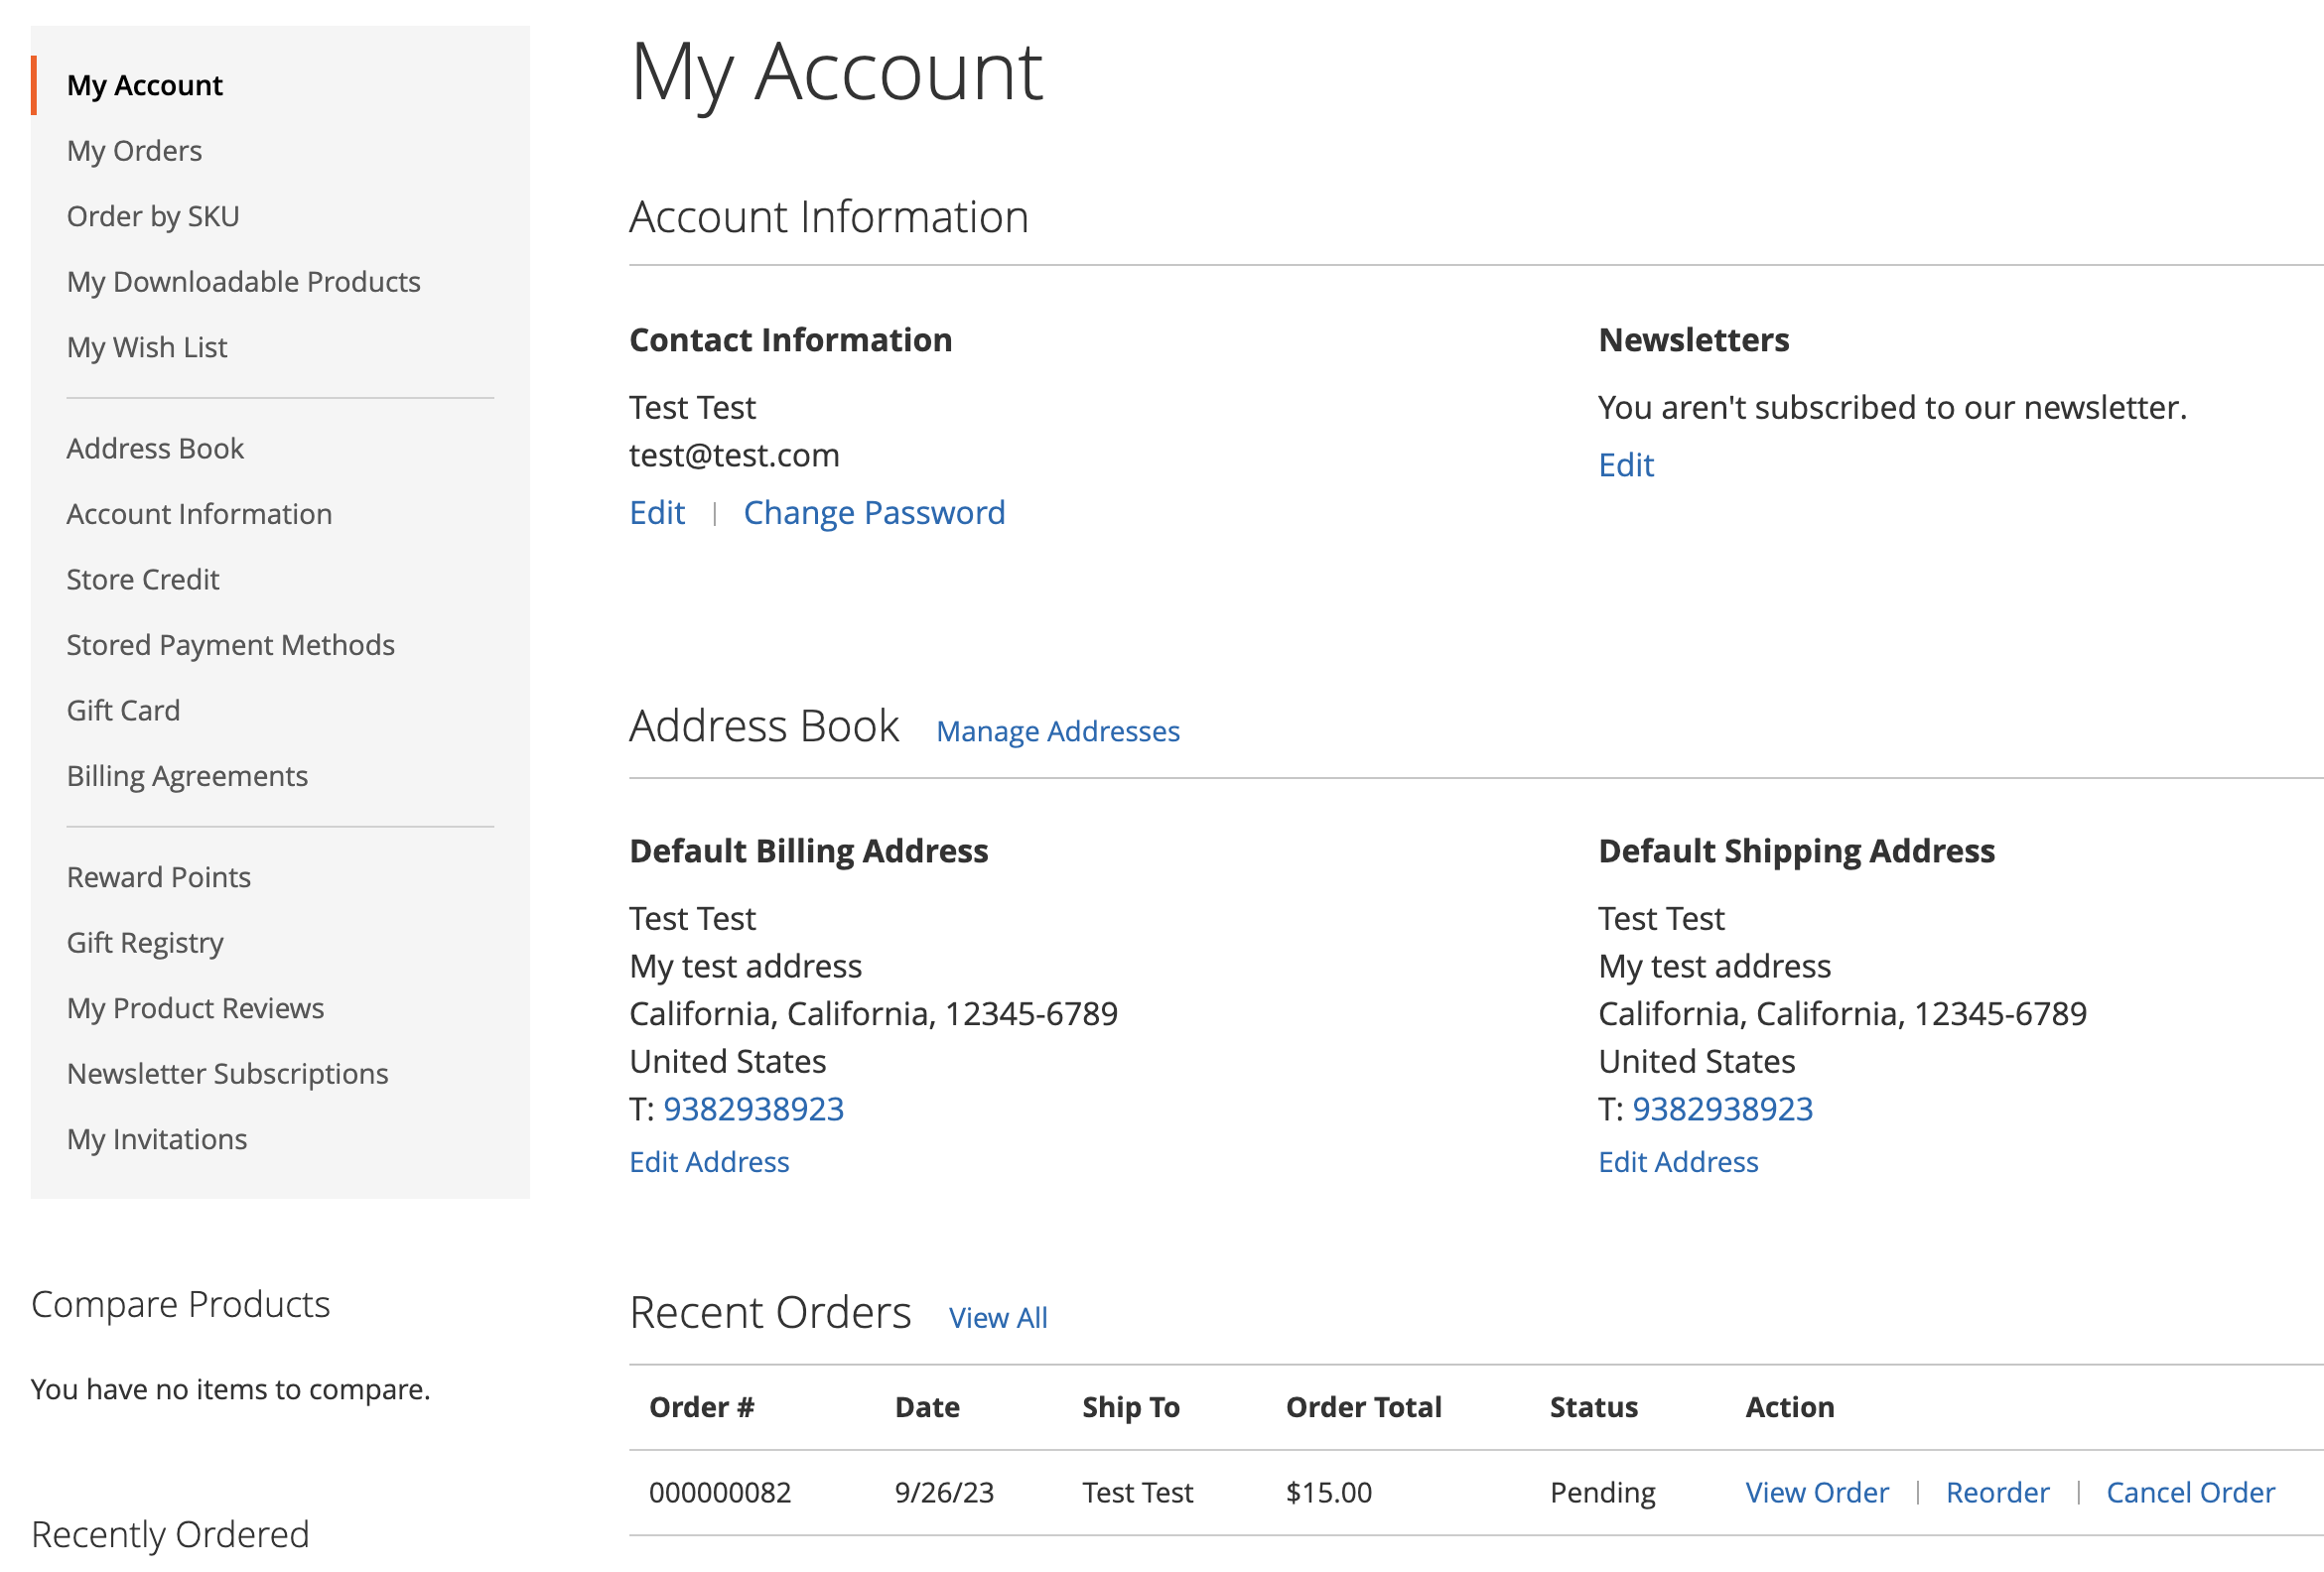 My Account
My Orders
Order by SKU
My Downloadable Products
My Wish List
Address Book
Account Information
Store Credit
Stored Payment Methods
Gift Card
Billing Agreements
Reward Points
Gift Registry
My Product Reviews
Newsletter Subscriptions
My Invitations
Compare Products
You have no items to compare.
Recently Ordered
My Account
Account Information
Contact Information
Test Test
test@test.com
Edit | Change Password
Newsletters
You aren't subscribed to our newsletter.
Edit
Address Book Manage Addresses
Default Billing Address
Test Test
My test address
California, California, 12345-6789
United States
T: 9382938923
Edit Address
Default Shipping Address
Test Test
My test address
California, California, 12345-6789
United States
T: 9382938923
Edit Address
Recent Orders View All
Order # Date Ship To Order Total Status Action
000000082 9/26/23 Test Test $15.00 Pending View Order | Reorder | Cancel Order